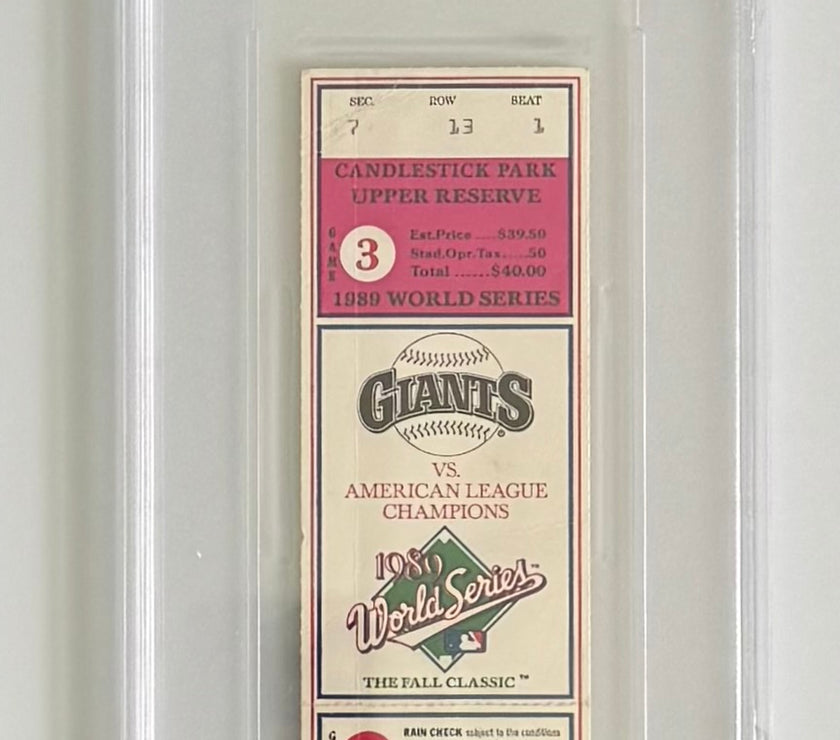 SEC. ROW SEAT
7 13 1
CANDLESTICK PARK
UPPER RESERVE
GAME
3
Est.Price ....$39.50
Stad.Opr.Tax.....50
Total ......$40.00
1989 WORLD SERIES
GIANTS®
VS.
AMERICAN LEAGUE
CHAMPIONS
1989
World Series™
THE FALL CLASSIC™
G
RAIN CHECK subject to the conditions